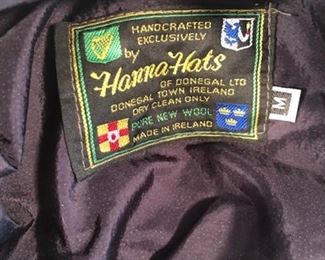 HANDCRAFTED
EXCLUSIVELY
by
Hanna Hats
OF DONEGAL LTD
DONEGAL TOWN IRELAND
DRY CLEAN ONLY
PURE NEW WOOL
MADE IN IRELAND
M